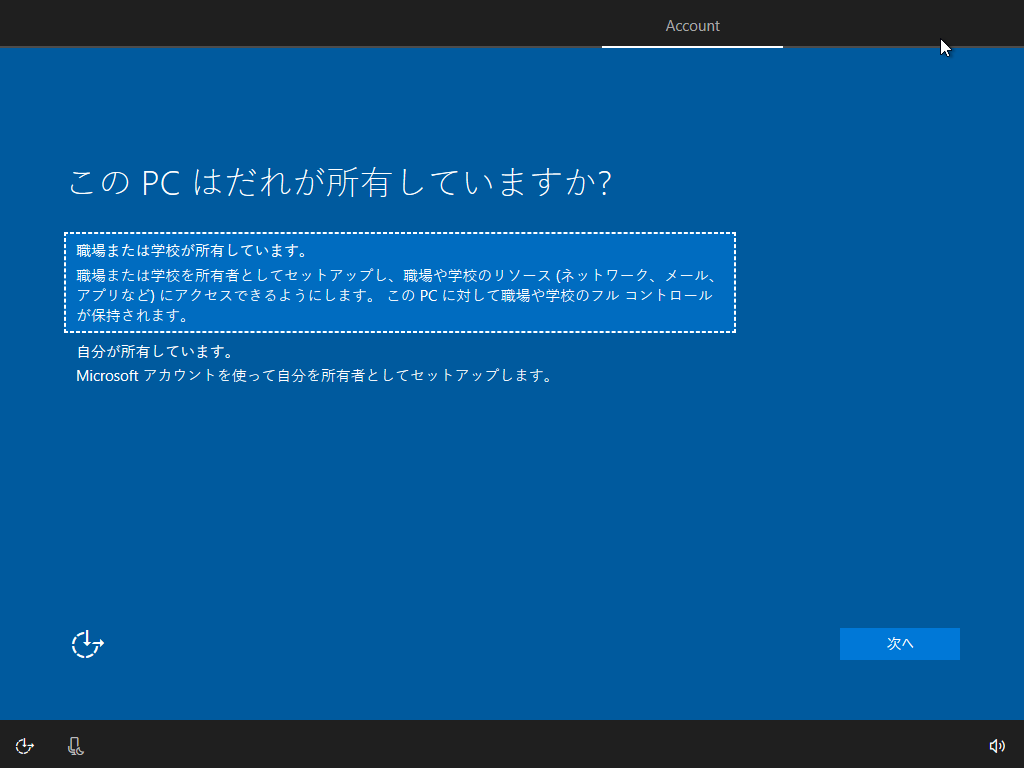 Account
この PC はだれが所有していますか?
職場または学校が所有しています。
職場または学校を所有者としてセットアップし、職場や学校のリソース (ネットワーク、メール、
アプリなど) にアクセスできるようにします。 この PC に対して職場や学校のフル コントロール
が保持されます。
自分が所有しています。
Microsoft アカウントを使って自分を所有者としてセットアップします。
次へ